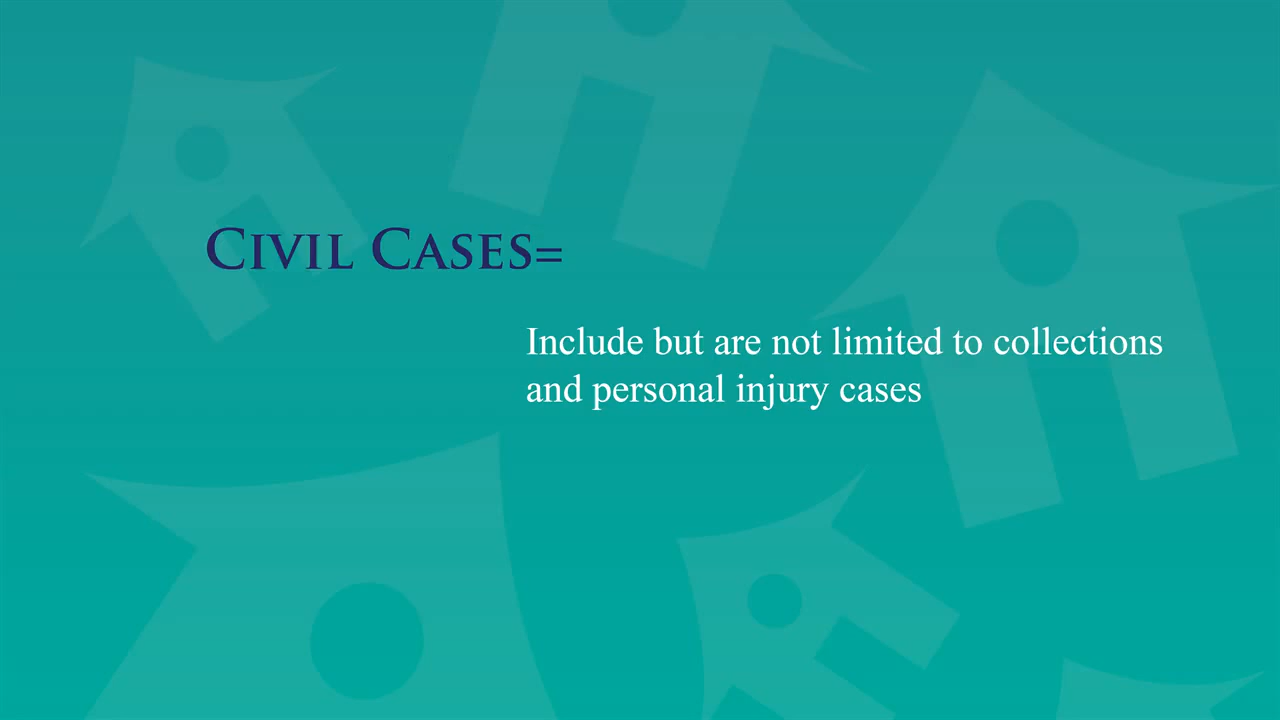 Civil Cases=
Include but are not limited to collections
and personal injury cases